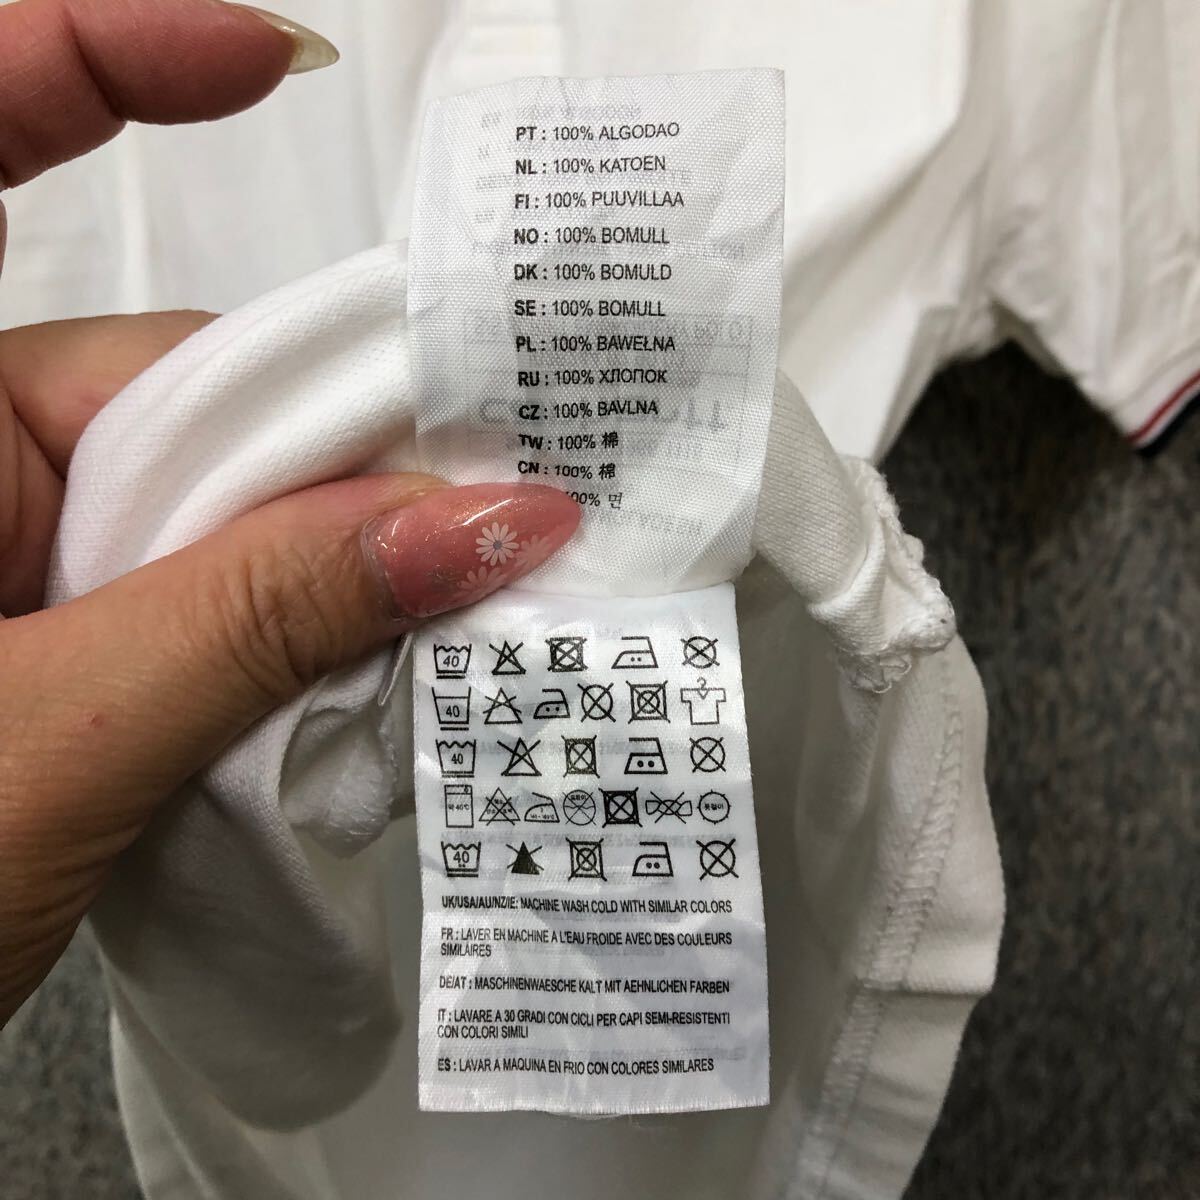 PT : 100% ALGODAO
NL : 100% KATOEN
FI : 100% PUUVILLAA
NO : 100% BOMULL
DK : 100% BOMULD
SE : 100% BOMULL
PL : 100% BAWEŁNA
RU : 100% ХЛОПОК
CZ : 100% BAVLNA
TW : 100% 棉
CN : 100% 棉
100% 면
40
40
40
약 40℃
40
UK/USA/AU/NZ/IE: MACHINE WASH COLD WITH SIMILAR COLORS
FR : LAVER EN MACHINE A L'EAU FROIDE AVEC DES COULEURS
SIMILAIRES
DE/AT : MASCHINENWAESCHE KALT MIT AEHNLICHEN FARBEN
IT : LAVARE A 30 GRADI CON CICLI PER CAPI SEMI-RESISTENTI
CON COLORI SIMILI
ES : LAVAR A MAQUINA EN FRIO CON COLORES SIMILARES